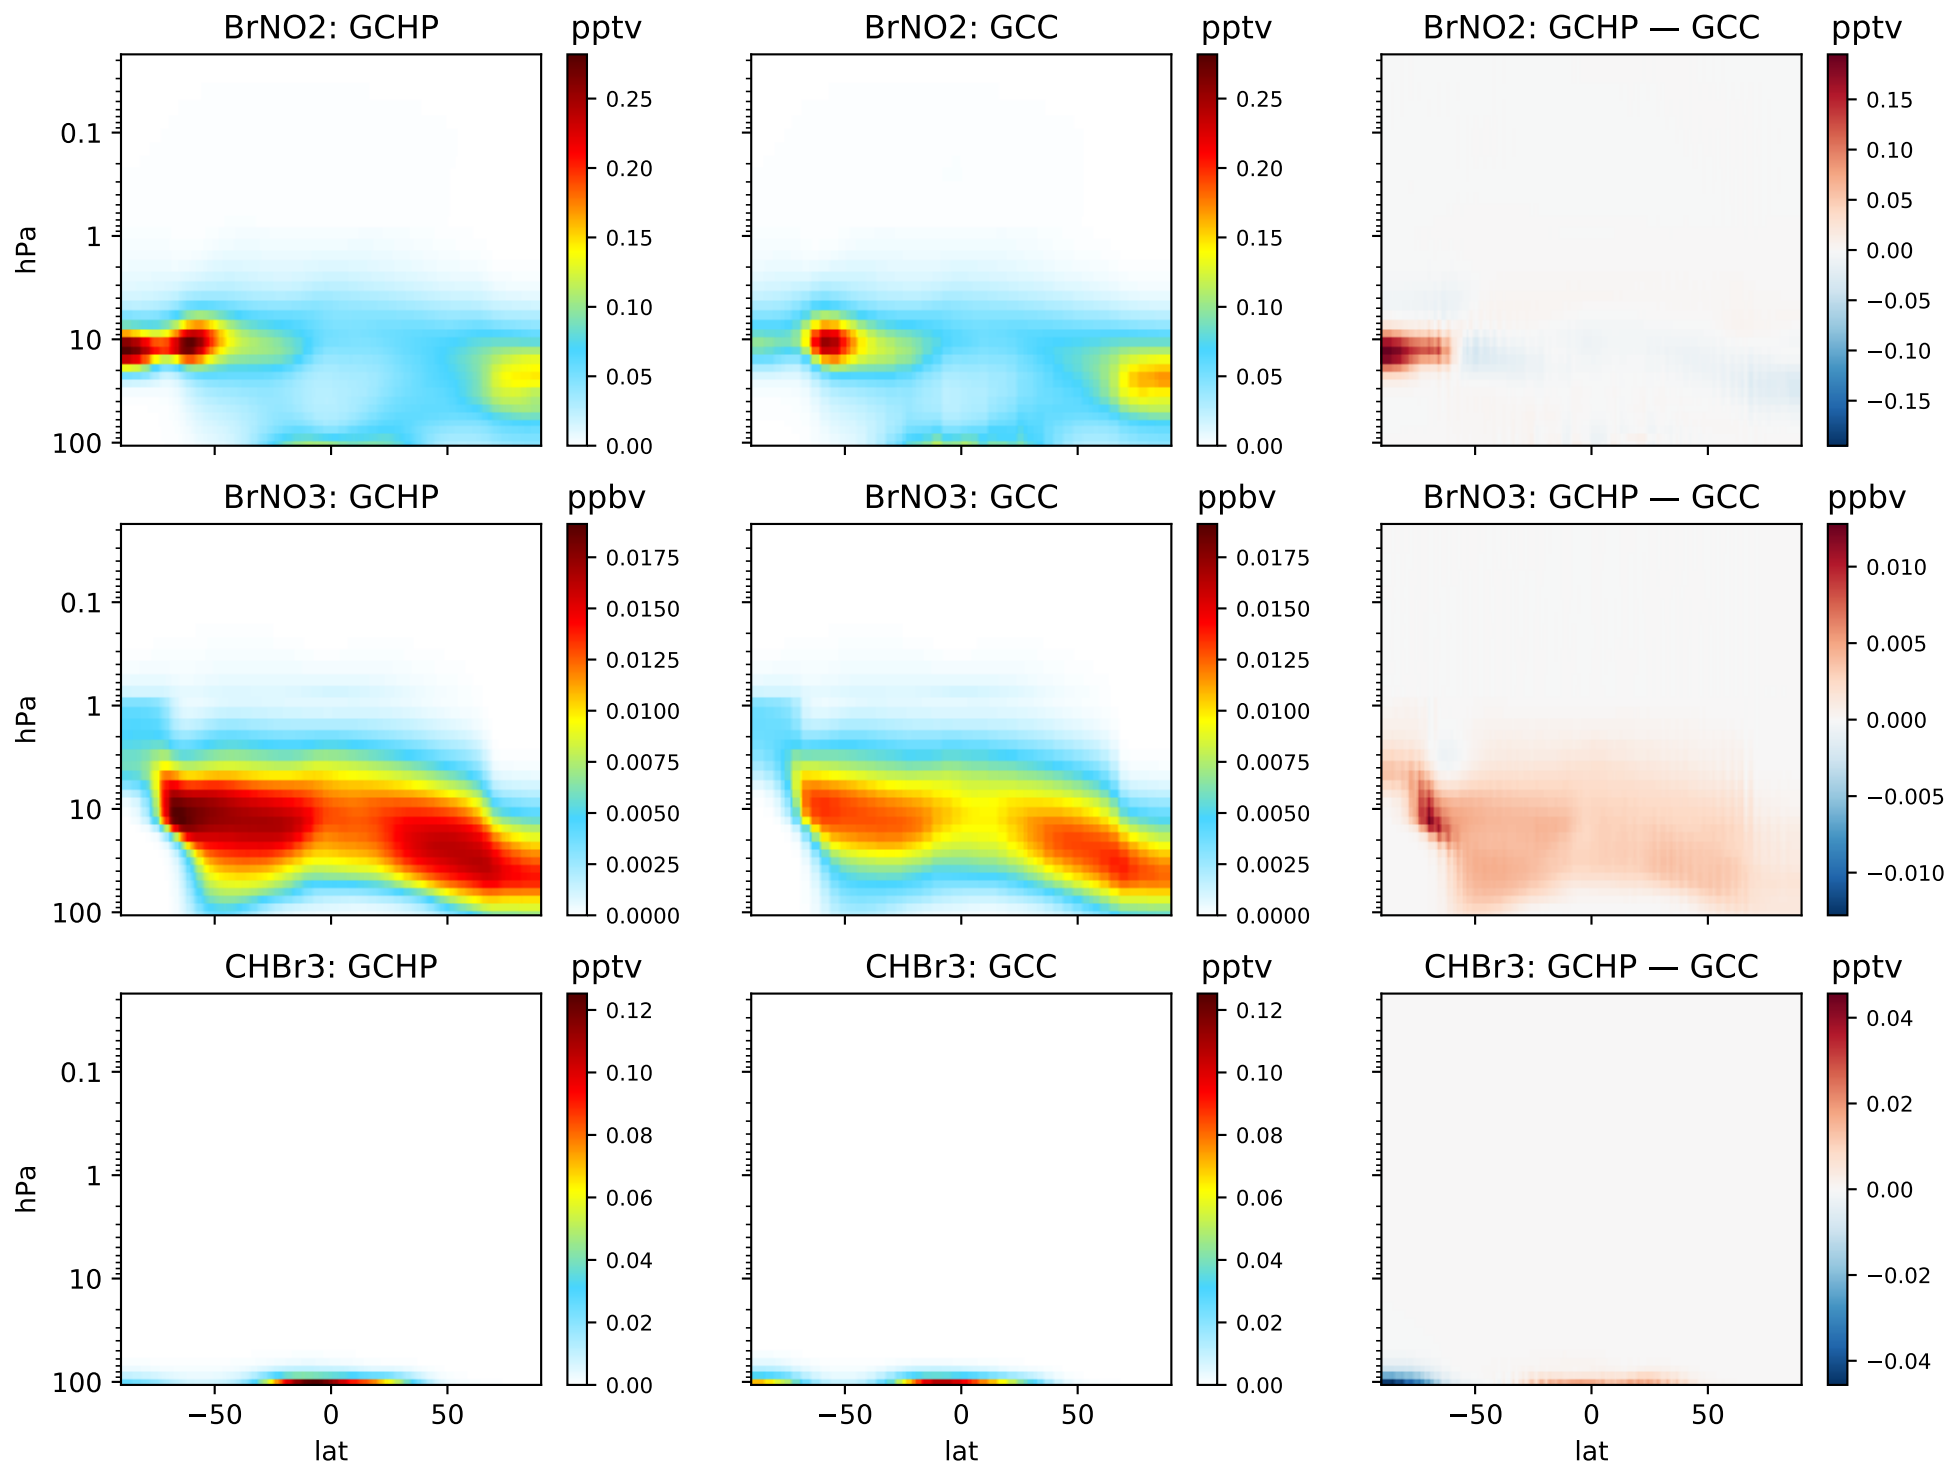 BrNO2: GCHP pptv BrNO2: GCC pptv BrNO2: GCHP — GCC pptv
0.25 0.25 0.15
0.1 0.20 0.20 0.10
0.05
hPa 1 0.15 0.15 0.00
0.10 0.10 −0.05
10 −0.10
0.05 0.05
−0.15
100 0.00 0.00
BrNO3: GCHP ppbv BrNO3: GCC ppbv BrNO3: GCHP — GCC ppbv
0.0175 0.0175 0.010
0.1 0.0150 0.0150
0.0125 0.0125 0.005
hPa 1 0.0100 0.0100 0.000
0.0075 0.0075
10 0.0050 0.0050 −0.005
0.0025 0.0025 −0.010
100 0.0000 0.0000
CHBr3: GCHP pptv CHBr3: GCC pptv CHBr3: GCHP — GCC pptv
0.12 0.12 0.04
0.1 0.10 0.10
0.02
0.08 0.08
hPa 1 0.06 0.06 0.00
0.04 0.04
10 −0.02
0.02 0.02
−0.04
100 0.00 0.00
−50 0 50 −50 0 50 −50 0 50
lat lat lat